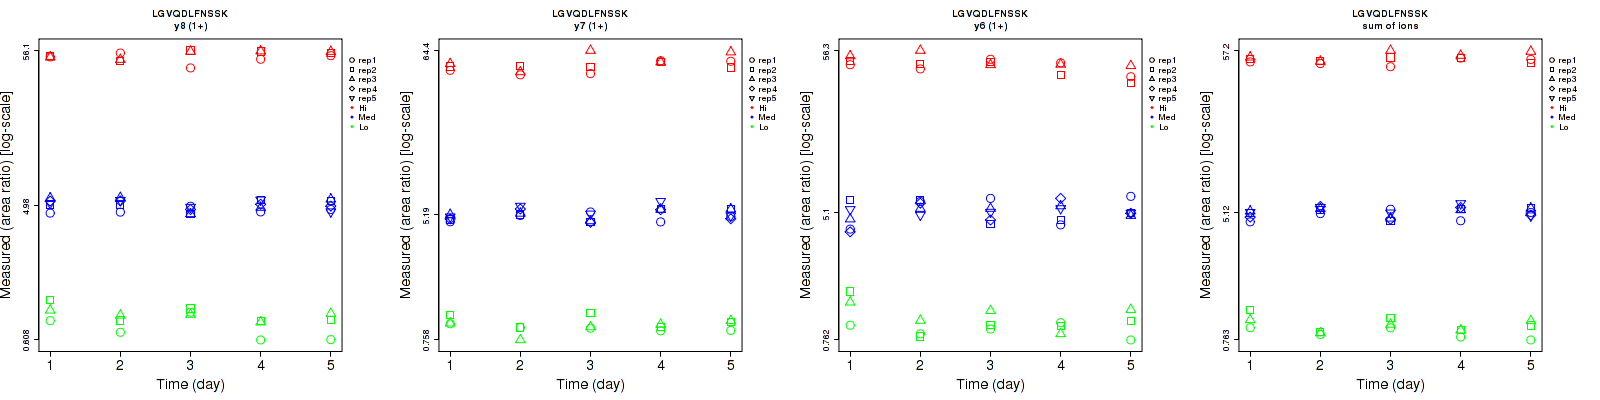 LGVQDLFNSSK
y8 (1+)
Measured (area ratio) [log-scale]
56.1
4.98
0.608
1 2 3 4 5
Time (day)
rep1
rep2
rep3
rep4
rep5
Hi
Med
Lo
LGVQDLFNSSK
y7 (1+)
Measured (area ratio) [log-scale]
64.4
5.19
0.758
1 2 3 4 5
Time (day)
rep1
rep2
rep3
rep4
rep5
Hi
Med
Lo
LGVQDLFNSSK
y6 (1+)
Measured (area ratio) [log-scale]
56.3
5.1
0.762
1 2 3 4 5
Time (day)
rep1
rep2
rep3
rep4
rep5
Hi
Med
Lo
LGVQDLFNSSK
sum of ions
Measured (area ratio) [log-scale]
57.2
5.12
0.763
1 2 3 4 5
Time (day)
rep1
rep2
rep3
rep4
rep5
Hi
Med
Lo